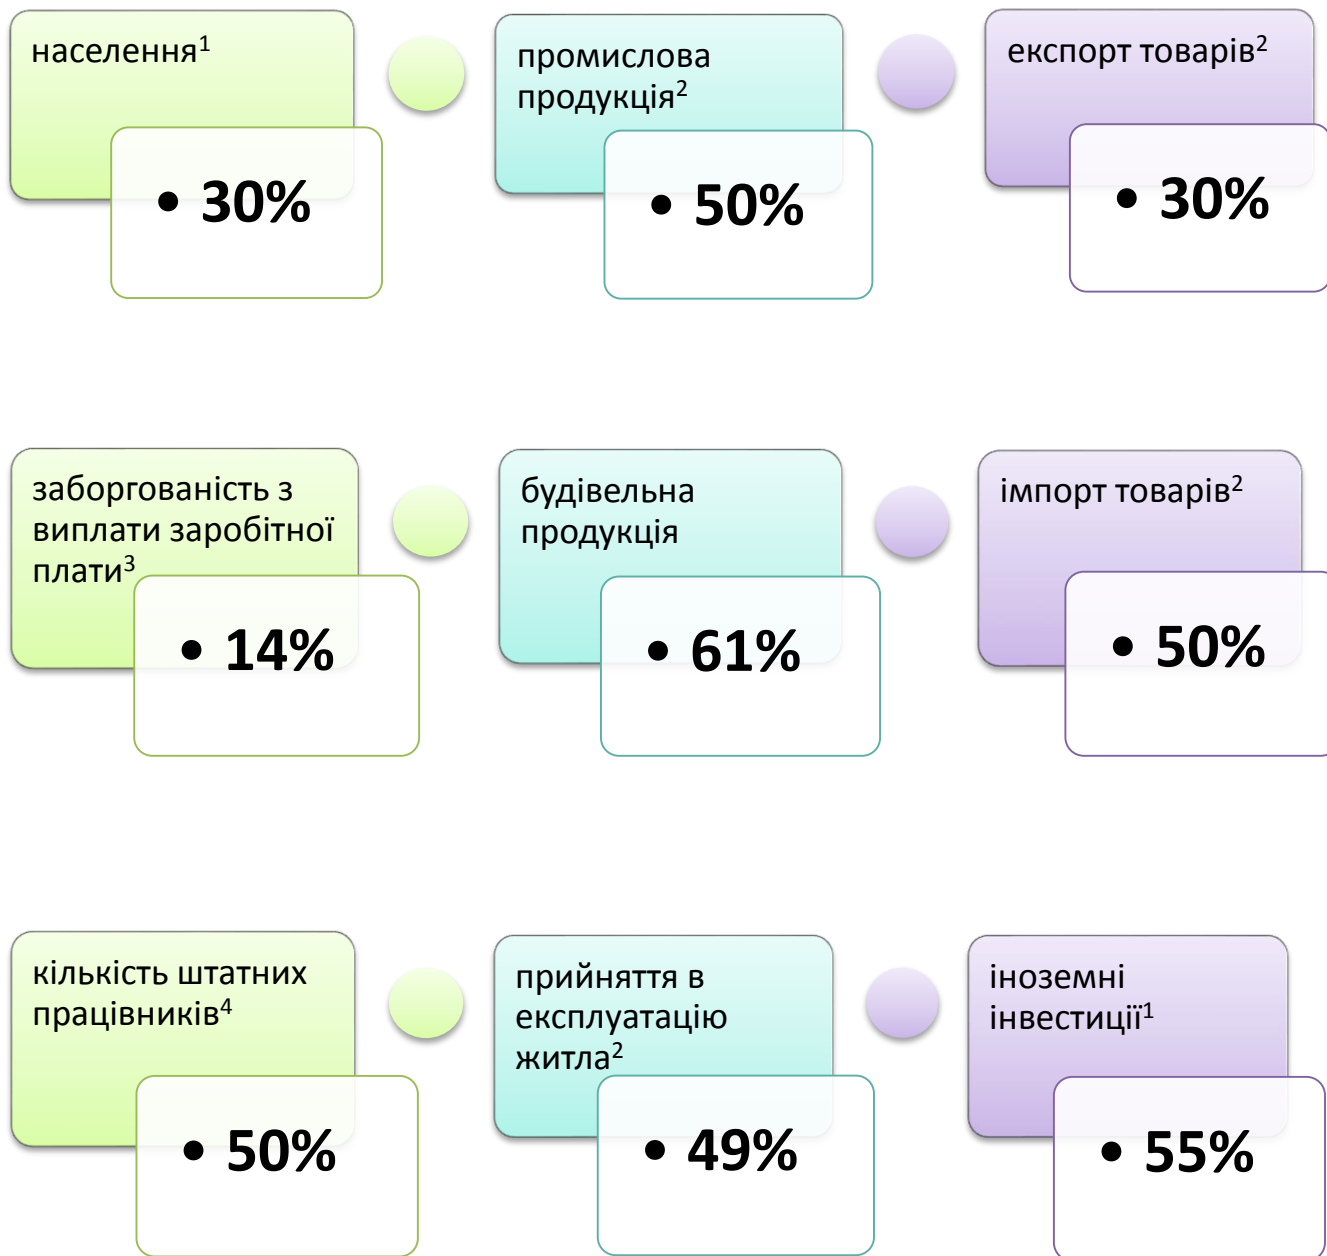 населення¹
• 30%
промислова
продукція²
• 50%
експорт товарів²
• 30%
заборгованість з
виплати заробітної
плати³
• 14%
будівельна
продукція
• 61%
імпорт товарів²
• 50%
кількість штатних
працівників⁴
• 50%
прийняття в
експлуатацію
житла²
• 49%
іноземні
інвестиції¹
• 55%